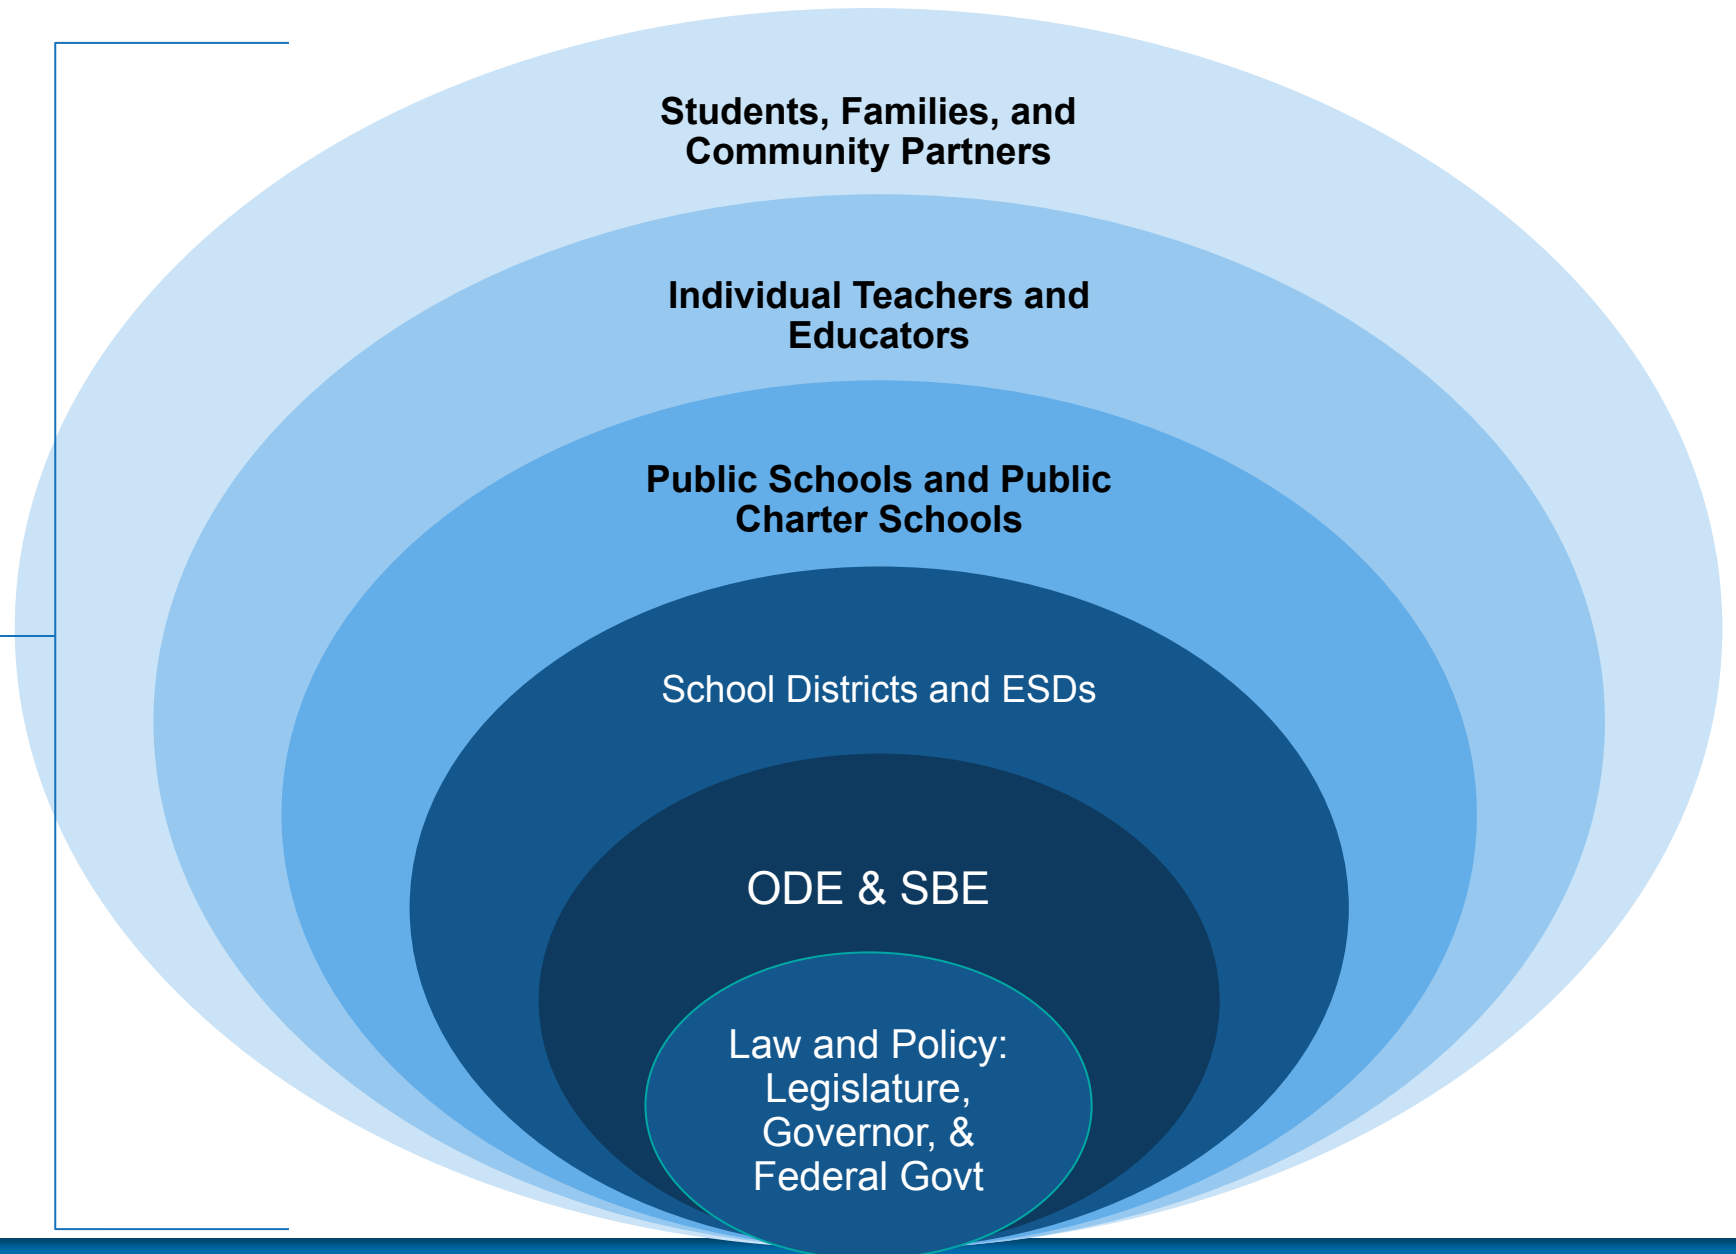 Students, Families, and
Community Partners
Individual Teachers and
Educators
Public Schools and Public
Charter Schools
School Districts and ESDs
ODE & SBE
Law and Policy:
Legislature,
Governor, &
Federal Govt